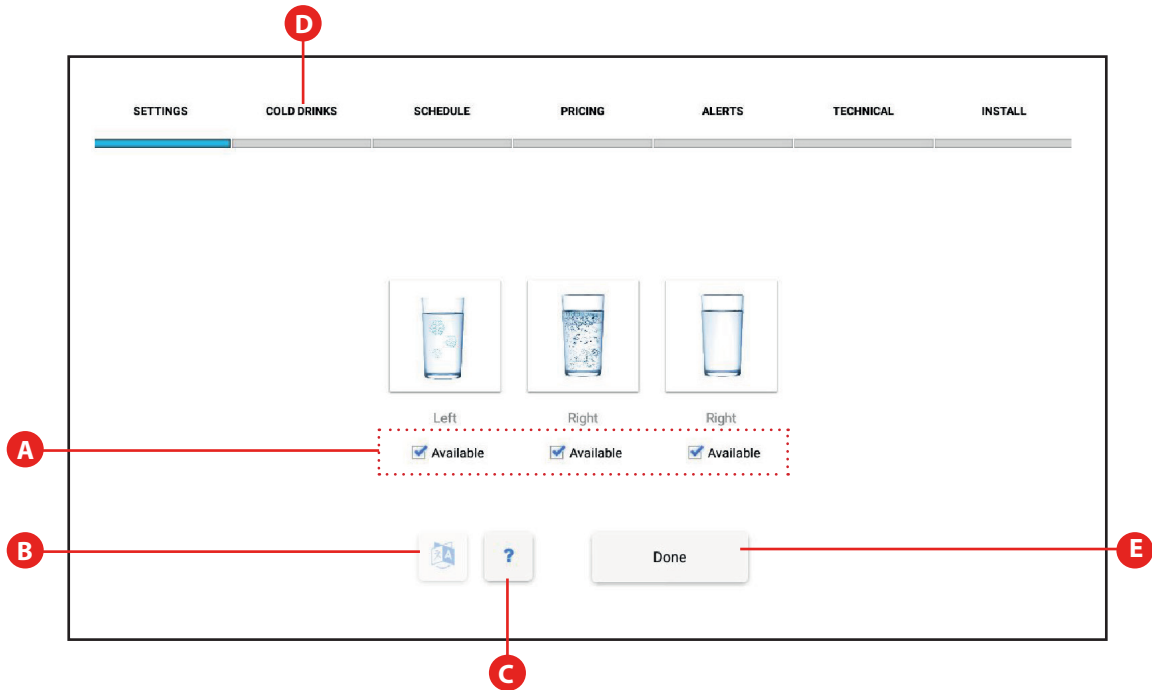 D
SETTINGS COLD DRINKS SCHEDULE PRICING ALERTS TECHNICAL INSTALL
Left Right Right
A
Available Available Available
B
A
?
Done
E
C